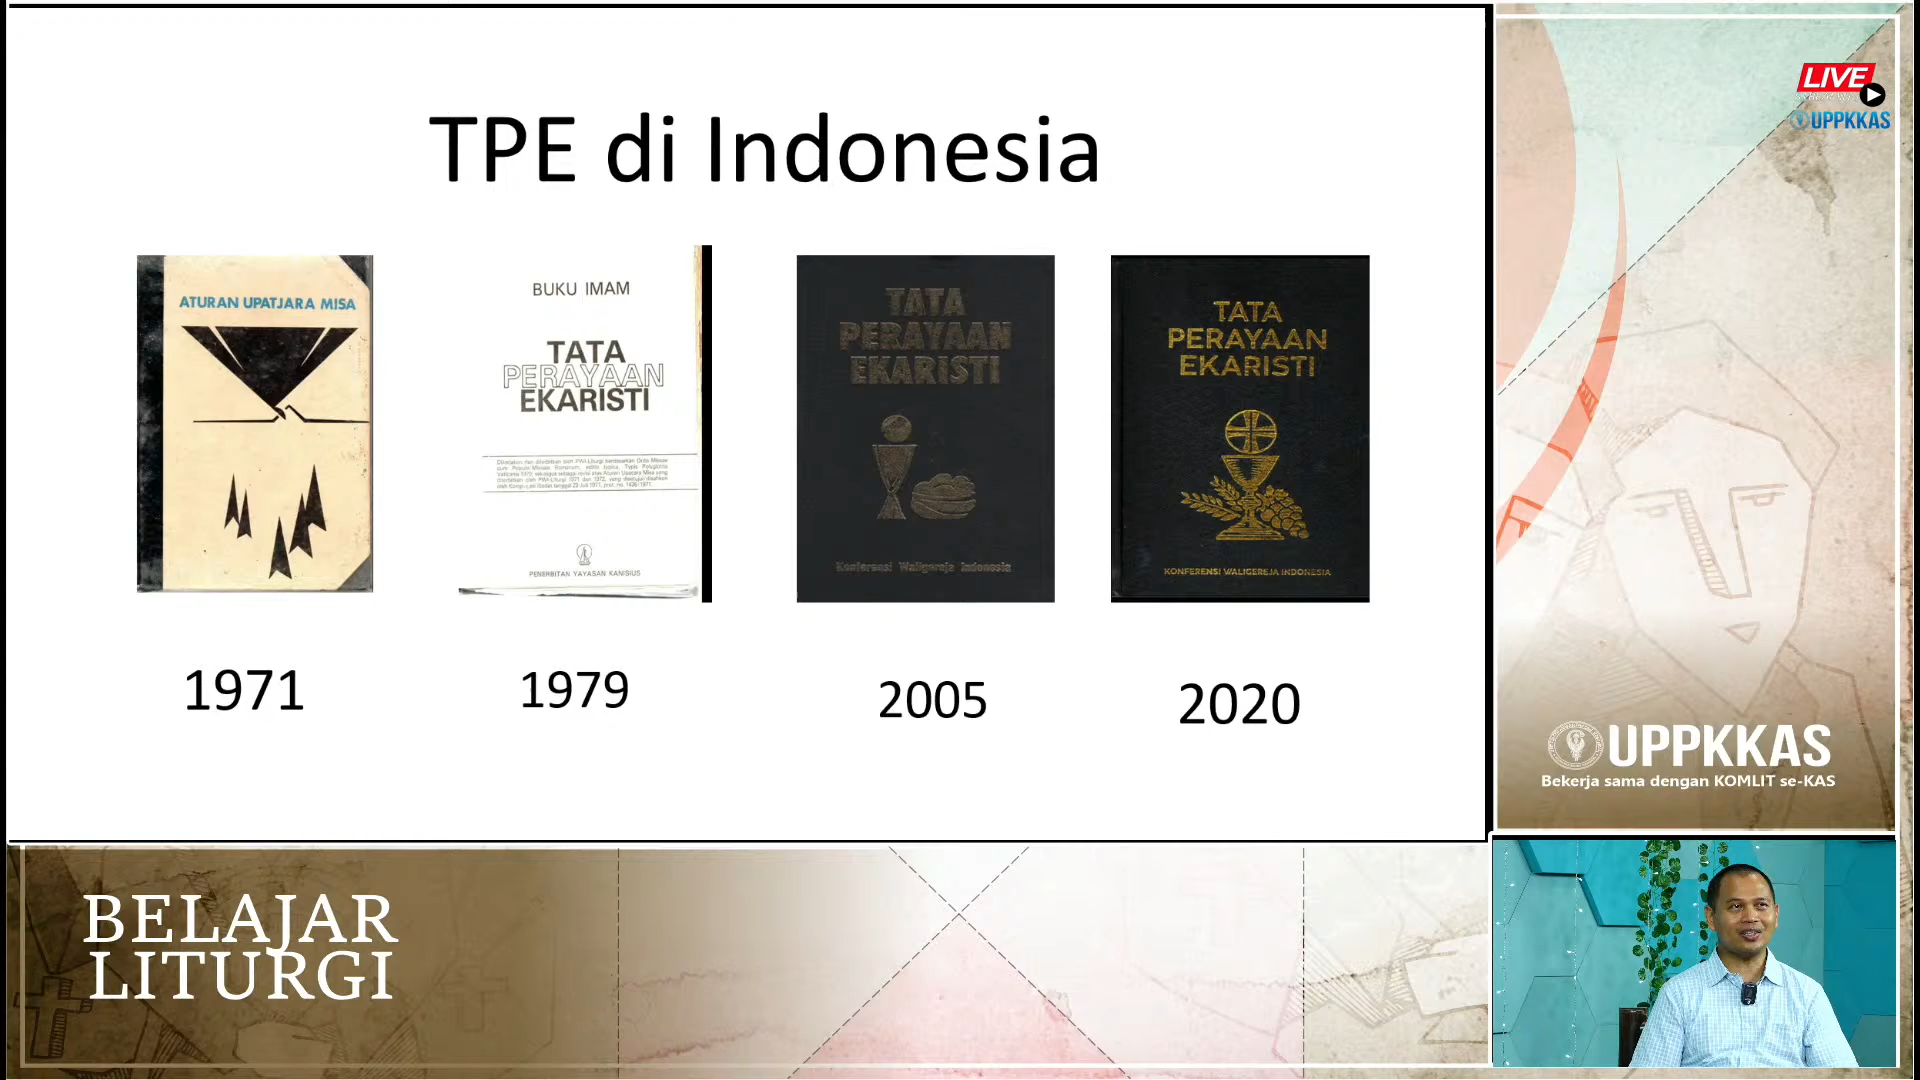 TPE di Indonesia
ATURAN UPATJARA MISA
BUKU IMAM
TATA
PERAYAAN
EKARISTI
PENERBITAN YAYASAN KANISIUS
TATA
PERAYAAN
EKARISTI
Konferensi Waligereja Indonesia
TATA
PERAYAAN
EKARISTI
KONFERENSI WALIGEREJA INDONESIA
1971
1979
2005
2020
LIVE
UPPKKAS
UPPKKAS
Bekerja sama dengan KOMLIT se-KAS
BELAJAR
LITURGI